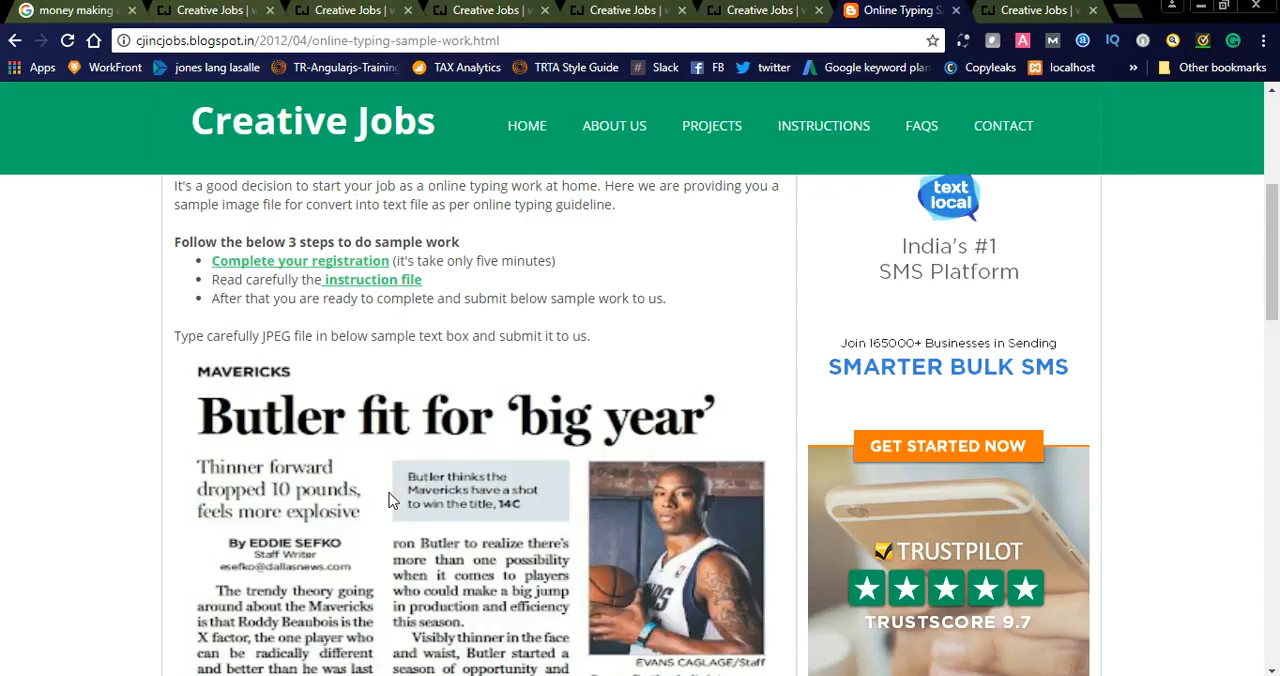 money making
Creative Jobs | w
Creative Jobs | w
Creative Jobs | w
Creative Jobs | w
Creative Jobs | w
Online Typing S
Creative Jobs | w
cjincjobs.blogspot.in/2012/04/online-typing-sample-work.html
Apps WorkFront jones lang lasalle TR-Angularjs-Training TAX Analytics TRTA Style Guide Slack FB twitter Google keyword plan Copyleaks localhost » Other bookmarks
Creative Jobs
HOME ABOUT US PROJECTS INSTRUCTIONS FAQS CONTACT
It's a good decision to start your job as a online typing work at home. Here we are providing you a
sample image file for convert into text file as per online typing guideline.
Follow the below 3 steps to do sample work
• Complete your registration (it's take only five minutes)
• Read carefully the instruction file
• After that you are ready to complete and submit below sample work to us.
Type carefully JPEG file in below sample text box and submit it to us.
MAVERICKS
Butler fit for ‘big year’
Thinner forward
dropped 10 pounds,
feels more explosive
By EDDIE SEFKO
Staff Writer
esefko@dallasnews.com
The trendy theory going
around about the Mavericks
is that Roddy Beaubois is the
X factor, the one player who
can be radically different
and better than he was last
Butler thinks the
Mavericks have a shot
to win the title, 14C
ron Butler to realize there's
more than one possibility
when it comes to players
who could make a big jump
in production and efficiency
this season.
Visibly thinner in the face
and waist, Butler started a
season of opportunity and
EVANS CAGLAGE/Staff
text
local
India's #1
SMS Platform
Join 165000+ Businesses in Sending
SMARTER BULK SMS
GET STARTED NOW
TRUSTPILOT
TRUSTSCORE 9.7